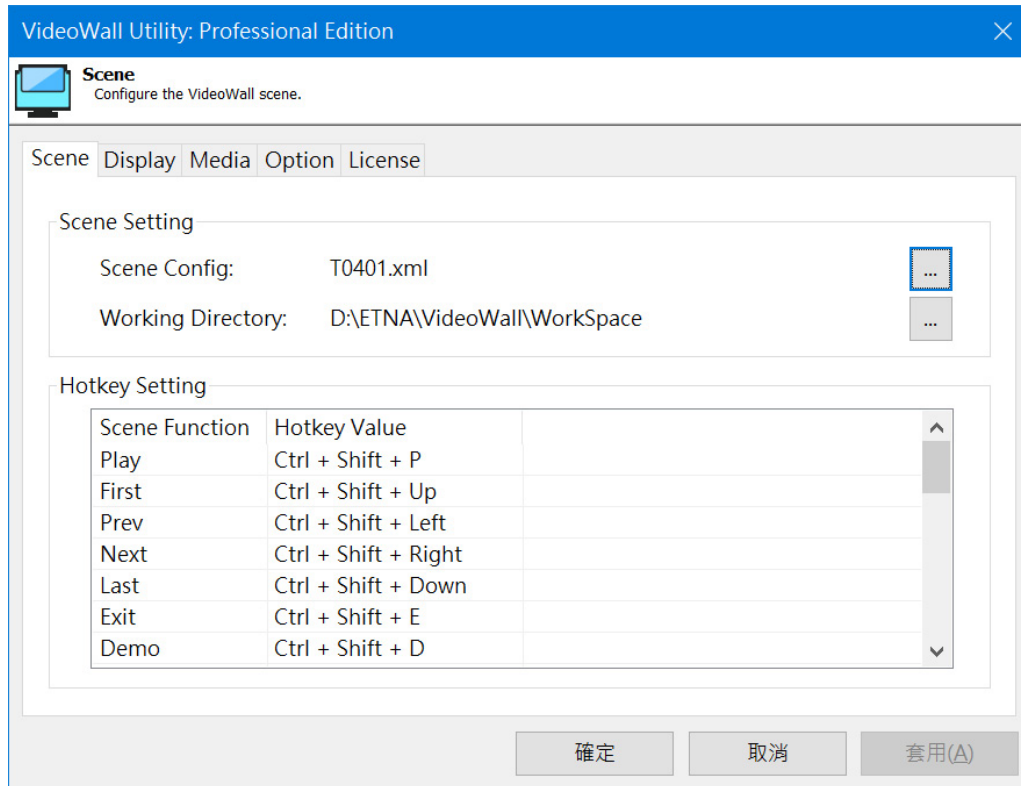 VideoWall Utility: Professional Edition
Scene
Configure the VideoWall scene.
Scene Display Media Option License
Scene Setting
Scene Config: T0401.xml ...
Working Directory: D:\ETNA\VideoWall\WorkSpace ...
Hotkey Setting
Scene Function Hotkey Value
Play Ctrl + Shift + P
First Ctrl + Shift + Up
Prev Ctrl + Shift + Left
Next Ctrl + Shift + Right
Last Ctrl + Shift + Down
Exit Ctrl + Shift + E
Demo Ctrl + Shift + D
確定 取消 套用(A)